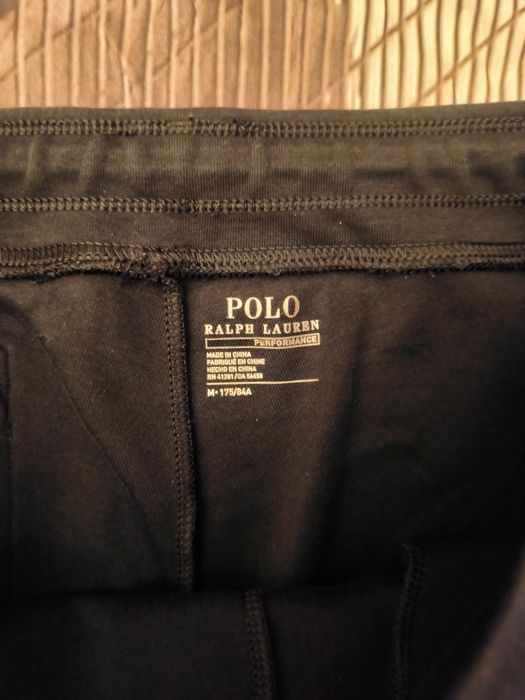 POLO
RALPH LAUREN
PERFORMANCE
MADE IN CHINA
FABRIQUÉ EN CHINE
HECHO EN CHINA
RN 41381 / CA 56658
M • 175/84A